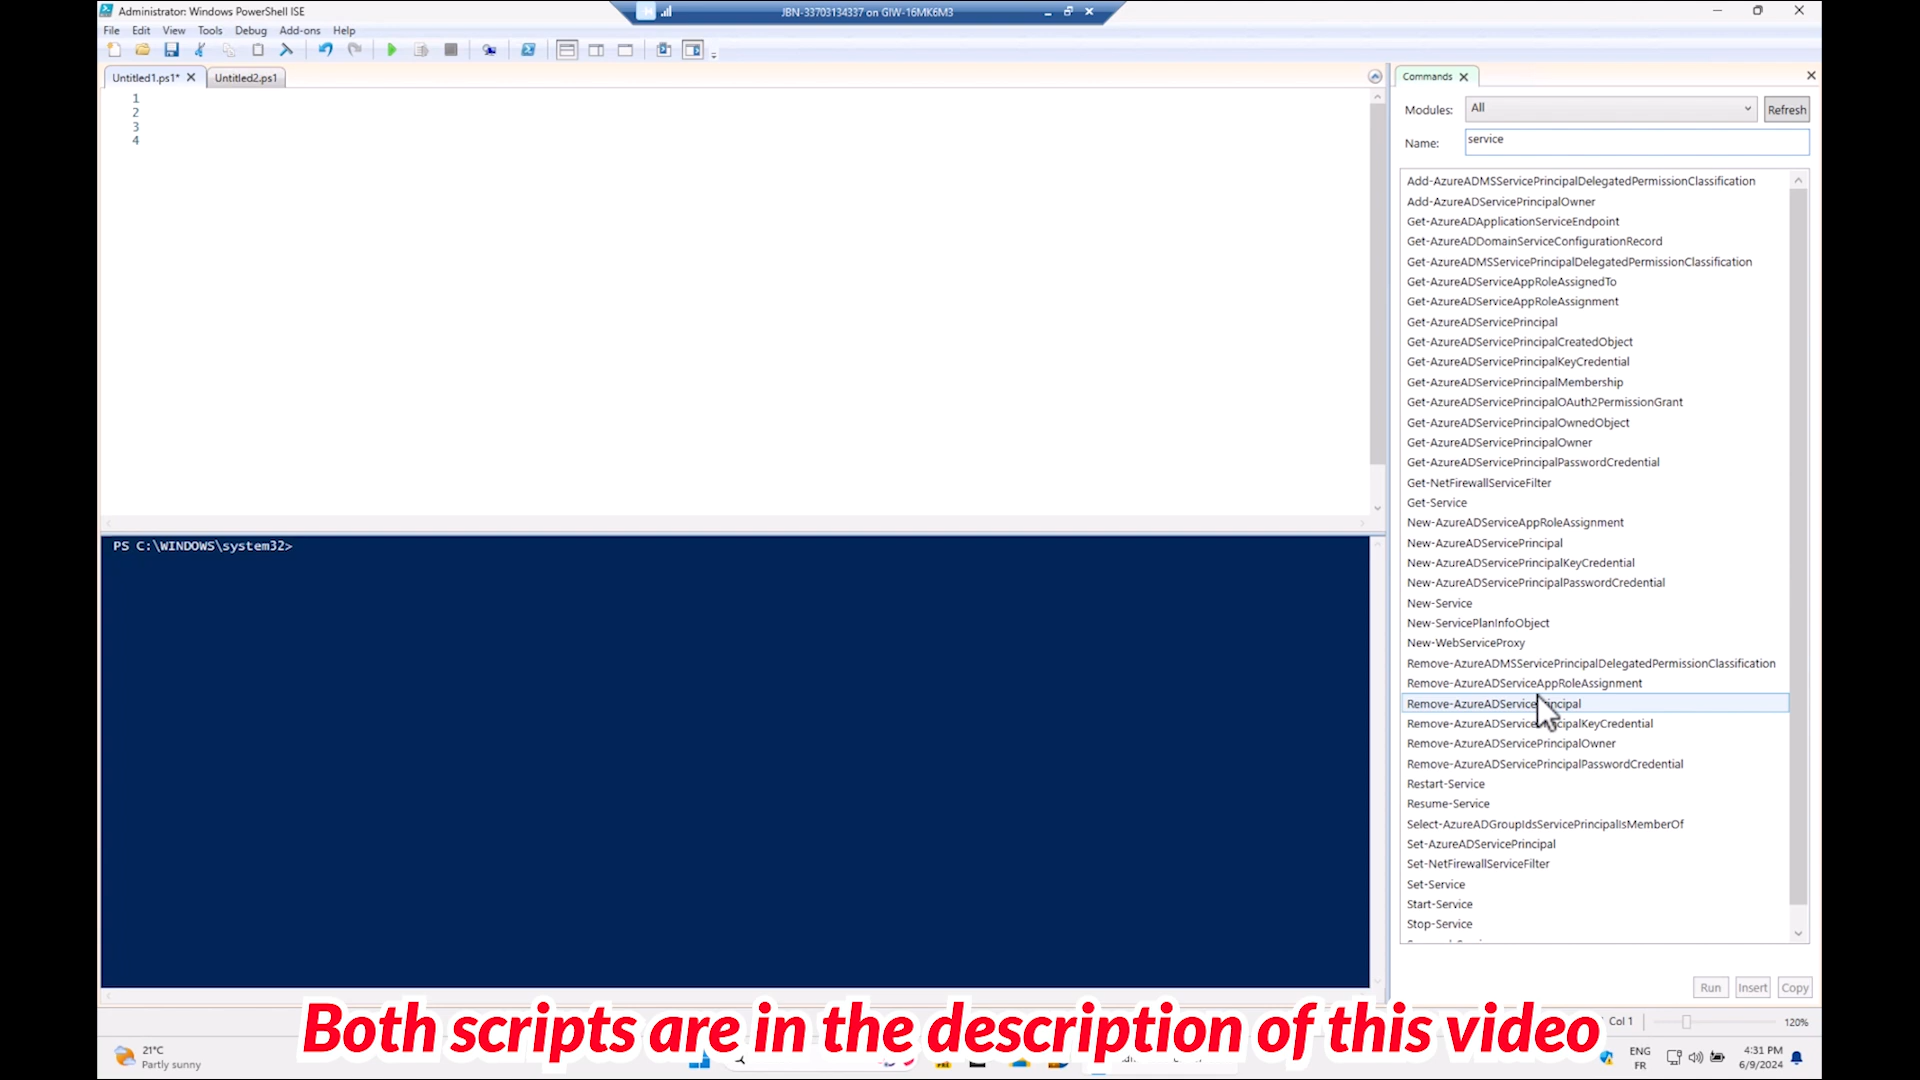 Administrator: Windows PowerShell ISE
JBN-33703134337 on GIW-16MK6M3
File Edit View Tools Debug Add-ons Help
Untitled1.ps1*
Untitled2.ps1
1
2
3
4
PS C:\WINDOWS\system32>
Commands
Modules: All Refresh
Name: service
Add-AzureADMSServicePrincipalDelegatedPermissionClassification
Add-AzureADServicePrincipalOwner
Get-AzureADApplicationServiceEndpoint
Get-AzureADDomainServiceConfigurationRecord
Get-AzureADMSServicePrincipalDelegatedPermissionClassification
Get-AzureADServiceAppRoleAssignedTo
Get-AzureADServiceAppRoleAssignment
Get-AzureADServicePrincipal
Get-AzureADServicePrincipalCreatedObject
Get-AzureADServicePrincipalKeyCredential
Get-AzureADServicePrincipalMembership
Get-AzureADServicePrincipalOAuth2PermissionGrant
Get-AzureADServicePrincipalOwnedObject
Get-AzureADServicePrincipalOwner
Get-AzureADServicePrincipalPasswordCredential
Get-NetFirewallServiceFilter
Get-Service
New-AzureADServiceAppRoleAssignment
New-AzureADServicePrincipal
New-AzureADServicePrincipalKeyCredential
New-AzureADServicePrincipalPasswordCredential
New-Service
New-ServicePlanInfoObject
New-WebServiceProxy
Remove-AzureADMSServicePrincipalDelegatedPermissionClassification
Remove-AzureADServiceAppRoleAssignment
Remove-AzureADServicePrincipal
Remove-AzureADServicePrincipalKeyCredential
Remove-AzureADServicePrincipalOwner
Remove-AzureADServicePrincipalPasswordCredential
Restart-Service
Resume-Service
Select-AzureADGroupIdsServicePrincipalIsMemberOf
Set-AzureADServicePrincipal
Set-NetFirewallServiceFilter
Set-Service
Start-Service
Stop-Service
Run Insert Copy
Col 1 120%
Both scripts are in the description of this video
21°C
Partly sunny
ENG
FR
4:31 PM
6/9/2024